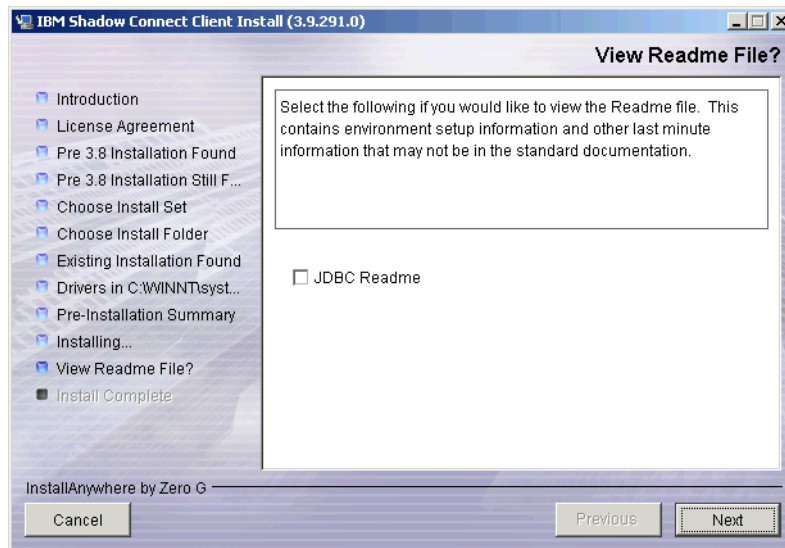 IBM Shadow Connect Client Install (3.9.291.0)
View Readme File?
Introduction
License Agreement
Pre 3.8 Installation Found
Pre 3.8 Installation Still F...
Choose Install Set
Choose Install Folder
Existing Installation Found
Drivers in C:\WINNT\syst...
Pre-Installation Summary
Installing...
View Readme File?
Install Complete
Select the following if you would like to view the Readme file.  This
contains environment setup information and other last minute
information that may not be in the standard documentation.
JDBC Readme
InstallAnywhere by Zero G
Cancel
Previous
Next